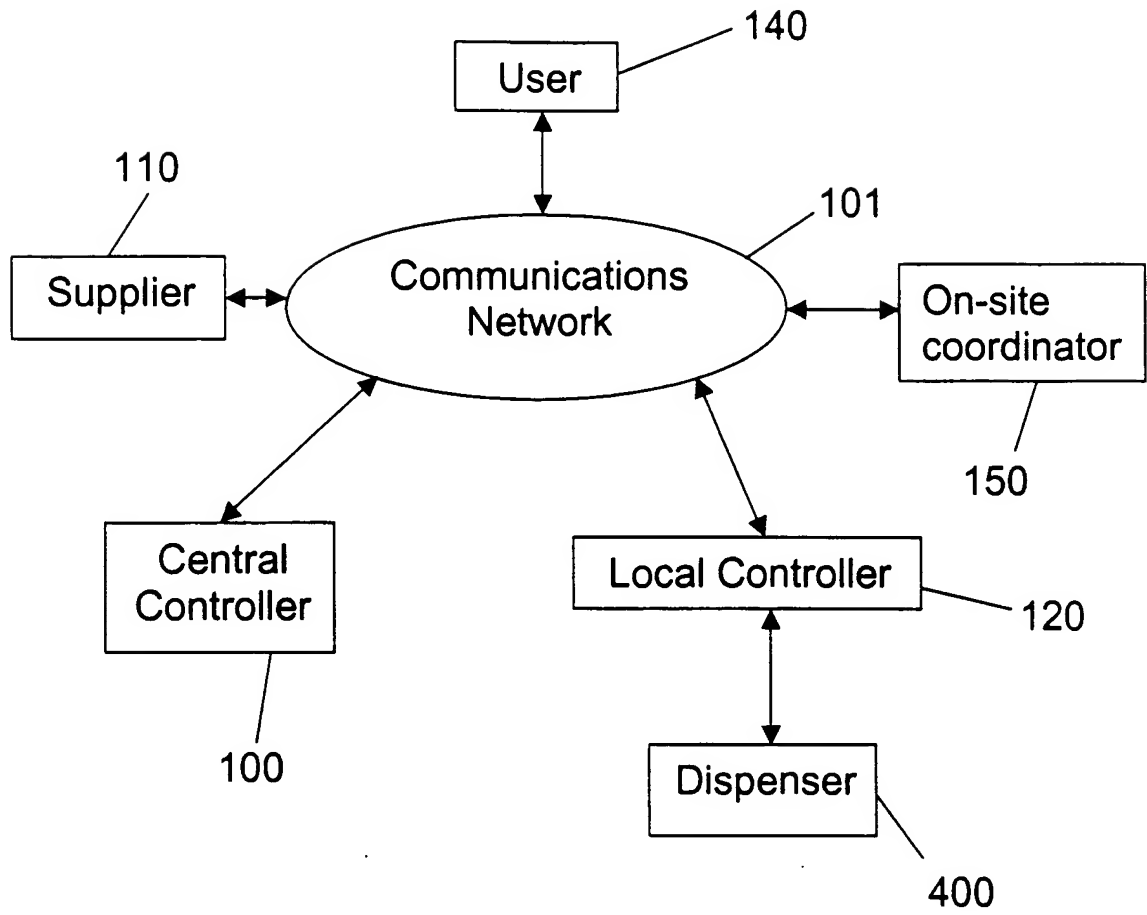 140
User
110
101
Supplier
Communications
Network
On-site
coordinator
150
Central
Controller
Local Controller
120
100
Dispenser
400